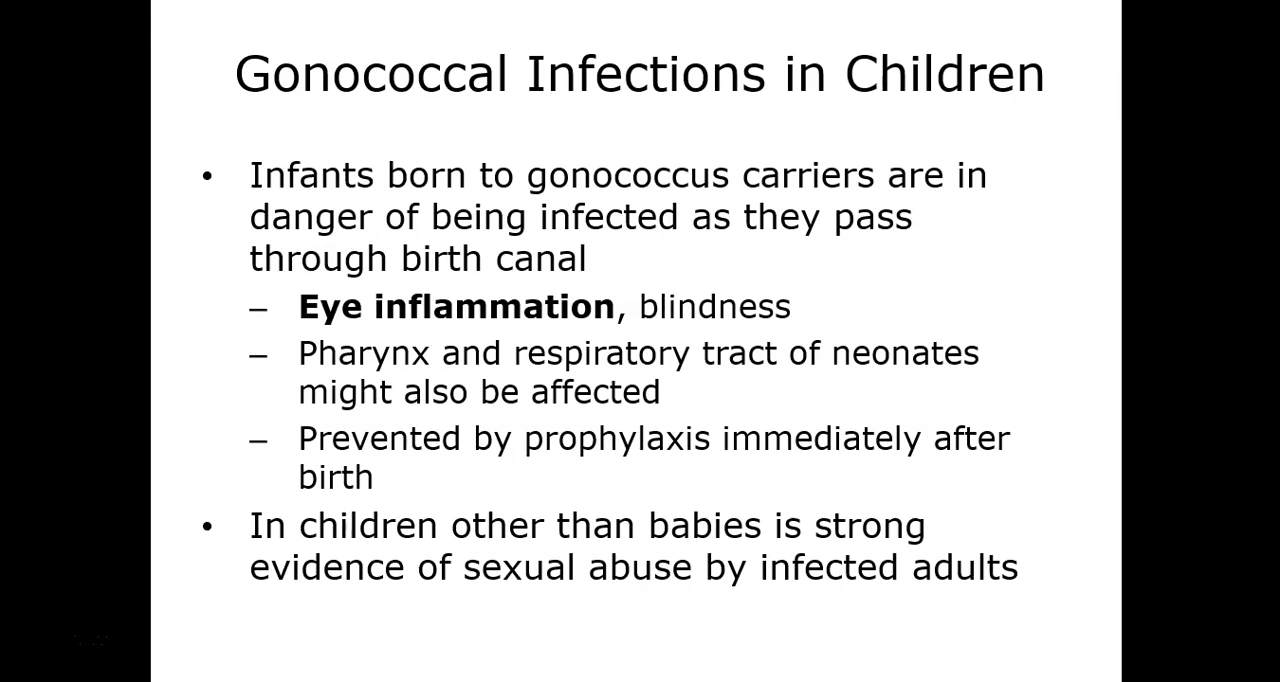 Gonococcal Infections in Children
• Infants born to gonococcus carriers are in
danger of being infected as they pass
through birth canal
– Eye inflammation, blindness
– Pharynx and respiratory tract of neonates
might also be affected
– Prevented by prophylaxis immediately after
birth
• In children other than babies is strong
evidence of sexual abuse by infected adults